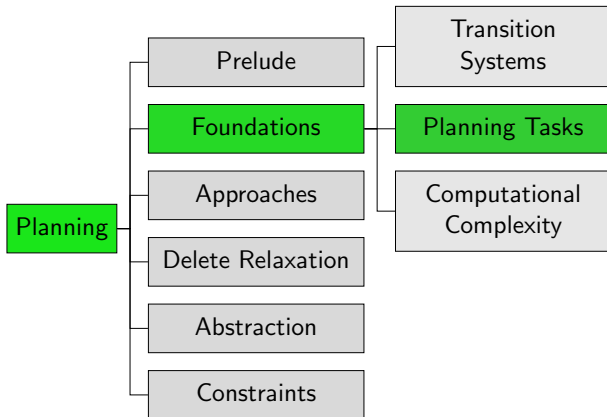 Planning
Prelude
Foundations
Approaches
Delete Relaxation
Abstraction
Constraints
Transition
Systems
Planning Tasks
Computational
Complexity